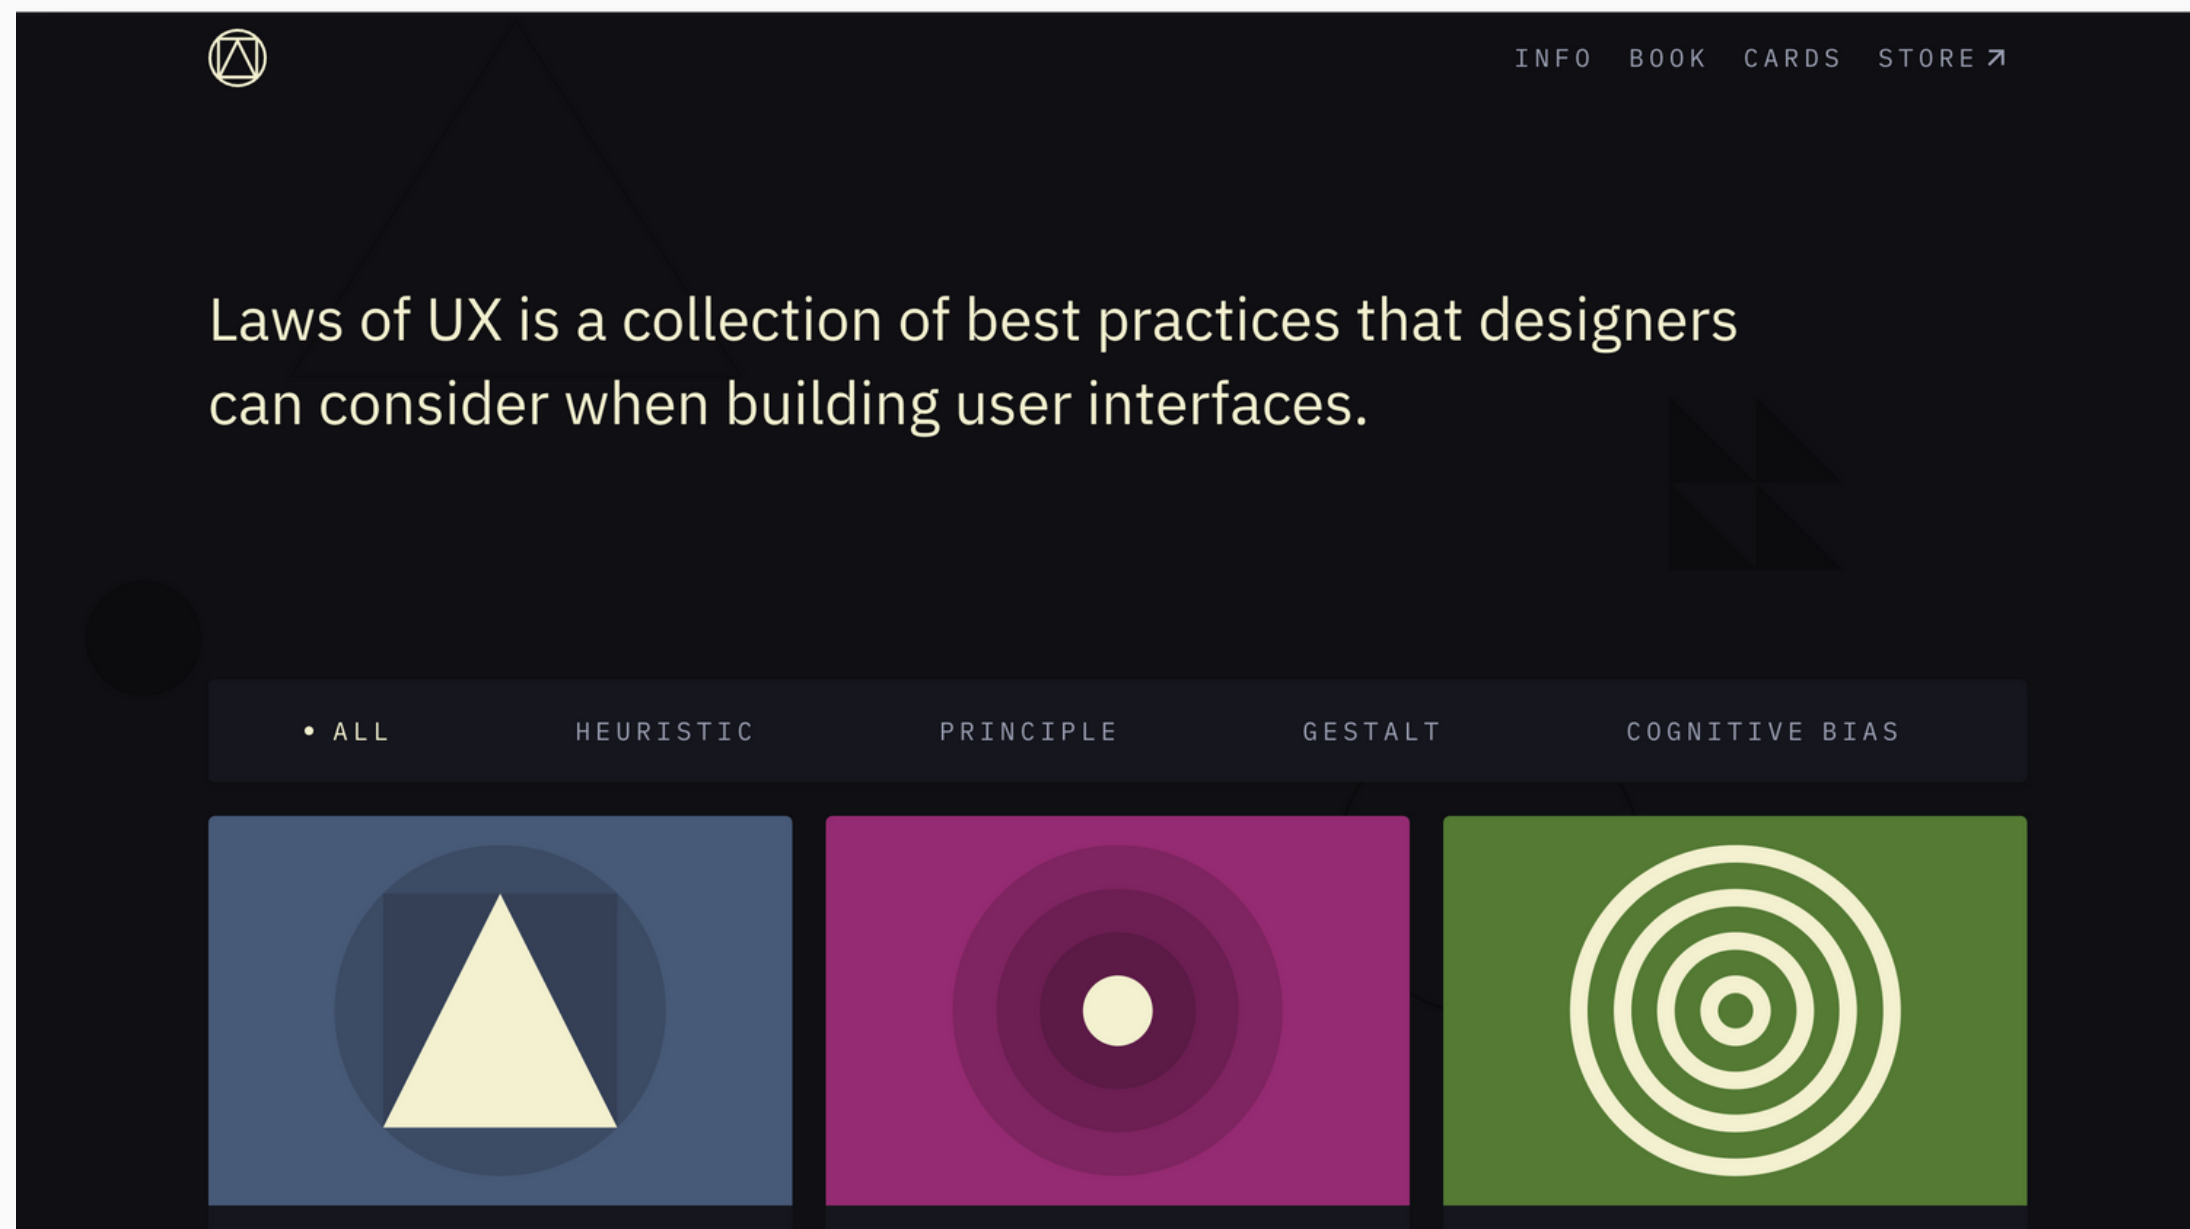 INFO BOOK CARDS STORE
Laws of UX is a collection of best practices that designers
can consider when building user interfaces.
• ALL HEURISTIC PRINCIPLE GESTALT COGNITIVE BIAS